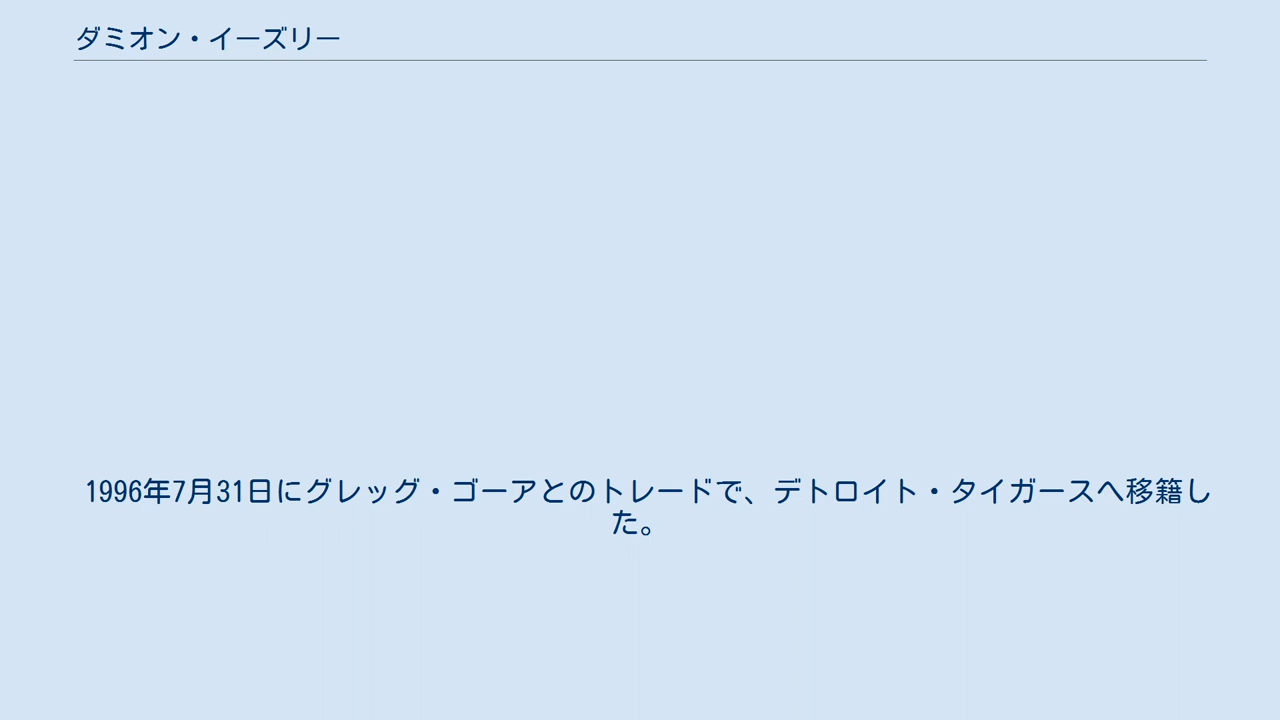 ダミオン・イーズリー
1996年7月31日にグレッグ・ゴーアとのトレードで、デトロイト・タイガースへ移籍し
た。